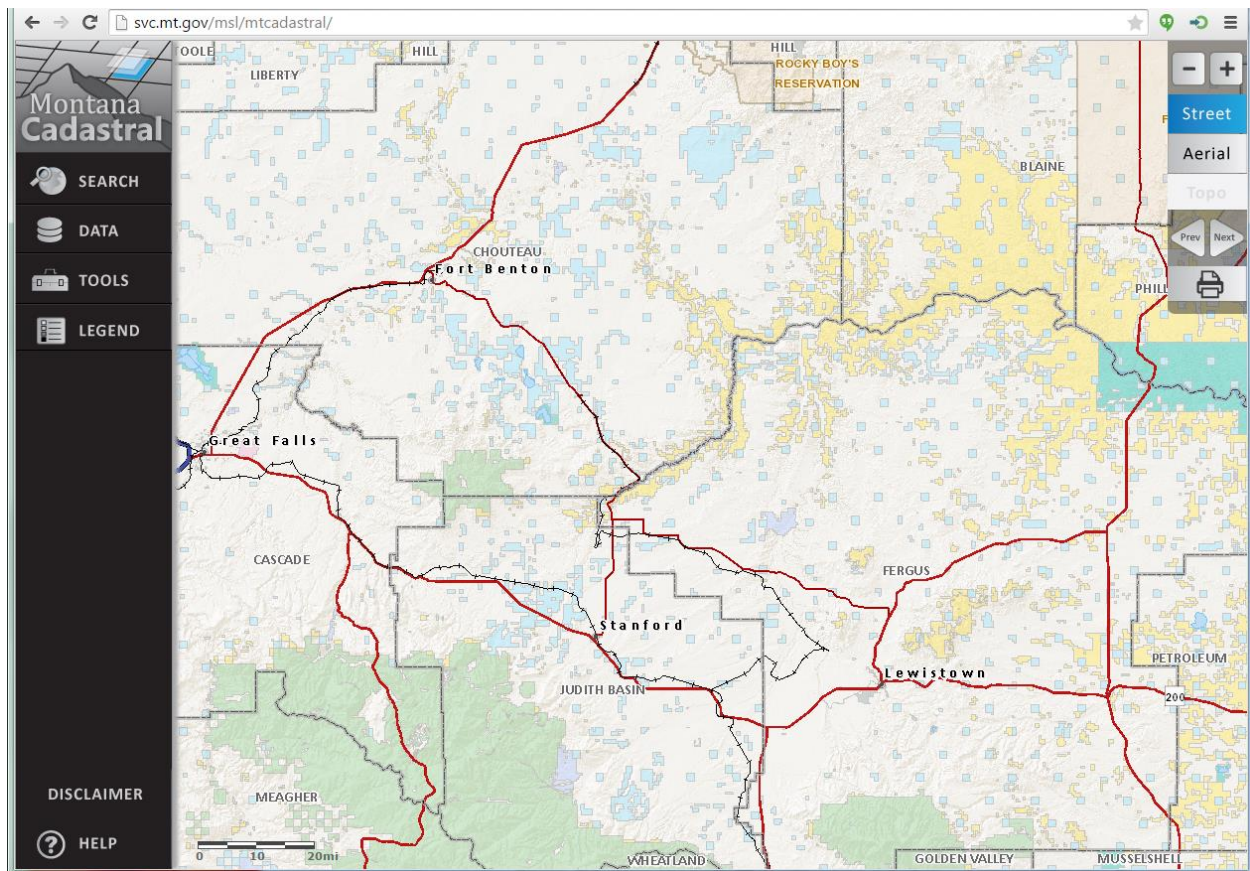 svc.mt.gov/msl/mtcadastral/
Montana
Cadastral
SEARCH
DATA
TOOLS
LEGEND
DISCLAIMER
HELP
TOOLE
HILL
HILL
LIBERTY
ROCKY BOY'S
RESERVATION
BLAINE
CHOUTEAU
Fort Benton
PHILL
Great Falls
CASCADE
FERGUS
Stanford
PETROLEUM
Lewistown
JUDITH BASIN
200
MEAGHER
0 10 20mi
WHEATLAND
GOLDEN VALLEY
MUSSELSHELL
- +
Street
Aerial
Topo
Prev Next